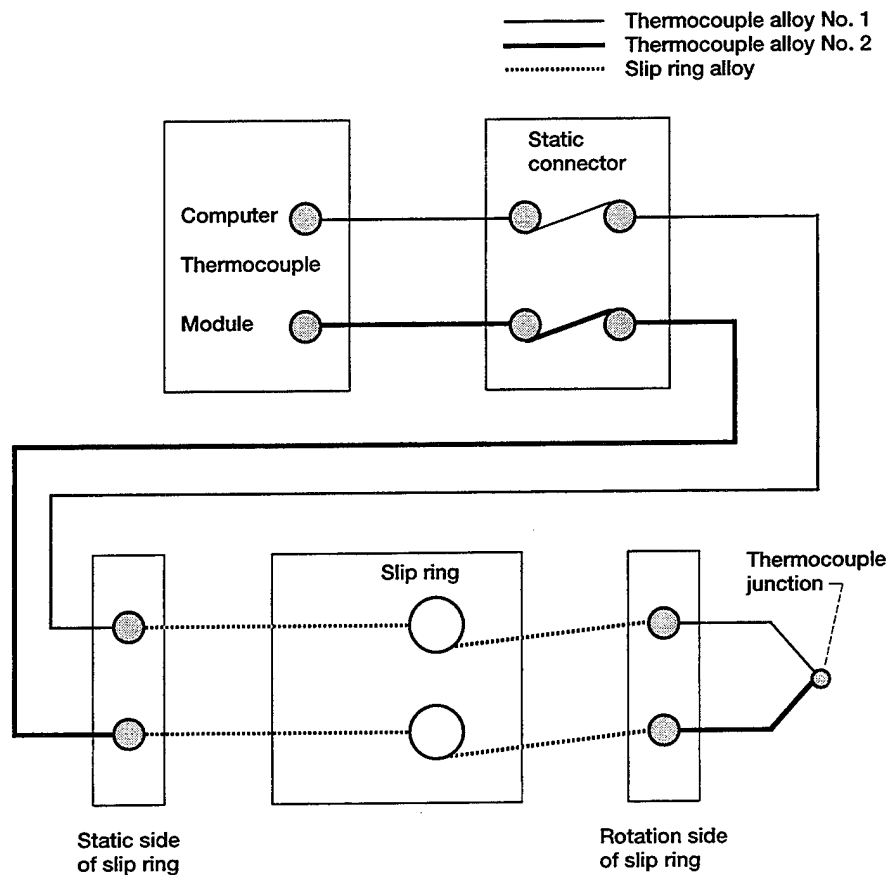 Thermocouple alloy No. 1
Thermocouple alloy No. 2
Slip ring alloy
Static
connector
Computer
Thermocouple
Module
Slip ring
Thermocouple
junction
Static side
of slip ring
Rotation side
of slip ring